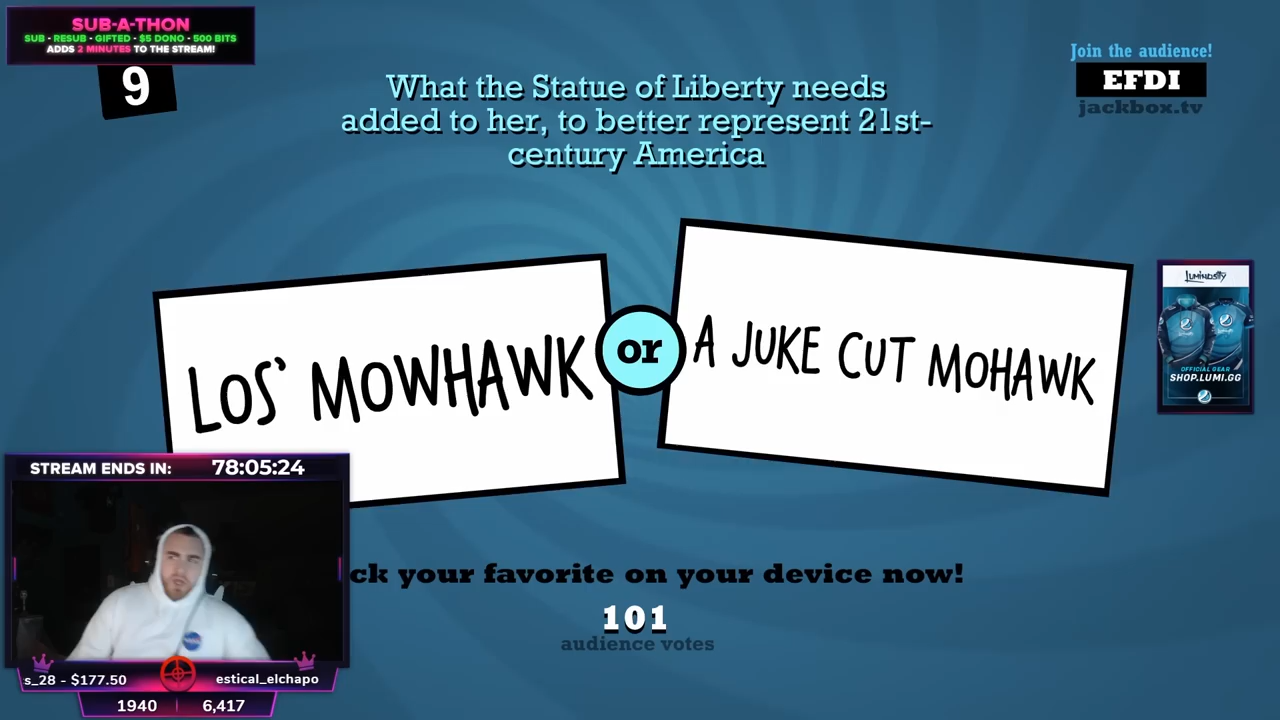 SUB-A-THON
SUB - RESUB - GIFTED - $5 DONO - 500 BITS
ADDS 2 MINUTES TO THE STREAM!
9
What the Statue of Liberty needs
added to her, to better represent 21st-
century America
Join the audience!
EFDI
jackbox.tv
LOS' MOWHAWK
or
A JUKE CUT MOHAWK
LUMINOSITY
OFFICIAL GEAR
SHOP.LUMI.GG
STREAM ENDS IN: 78:05:24
ck your favorite on your device now!
101
audience votes
s_28 - $177.50
estical_elchapo
1940
6,417